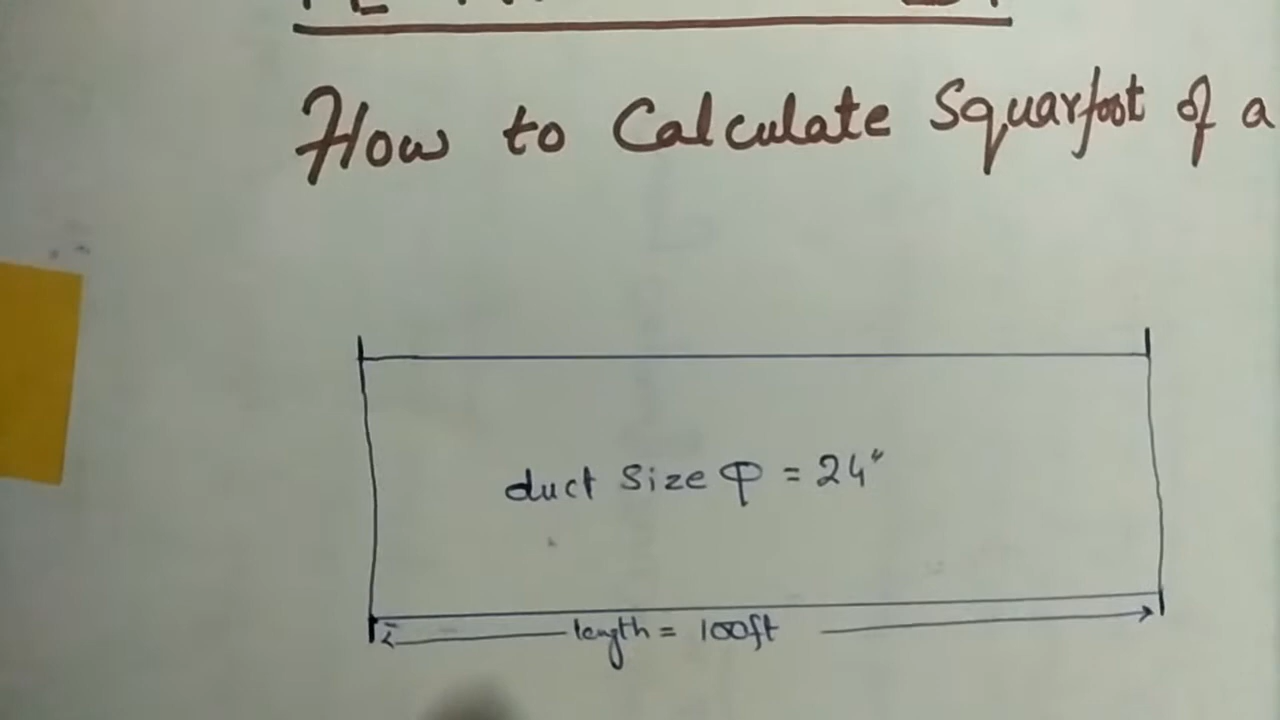 How to Calculate Squarfoot of a
duct Size φ = 24"
length = 100ft